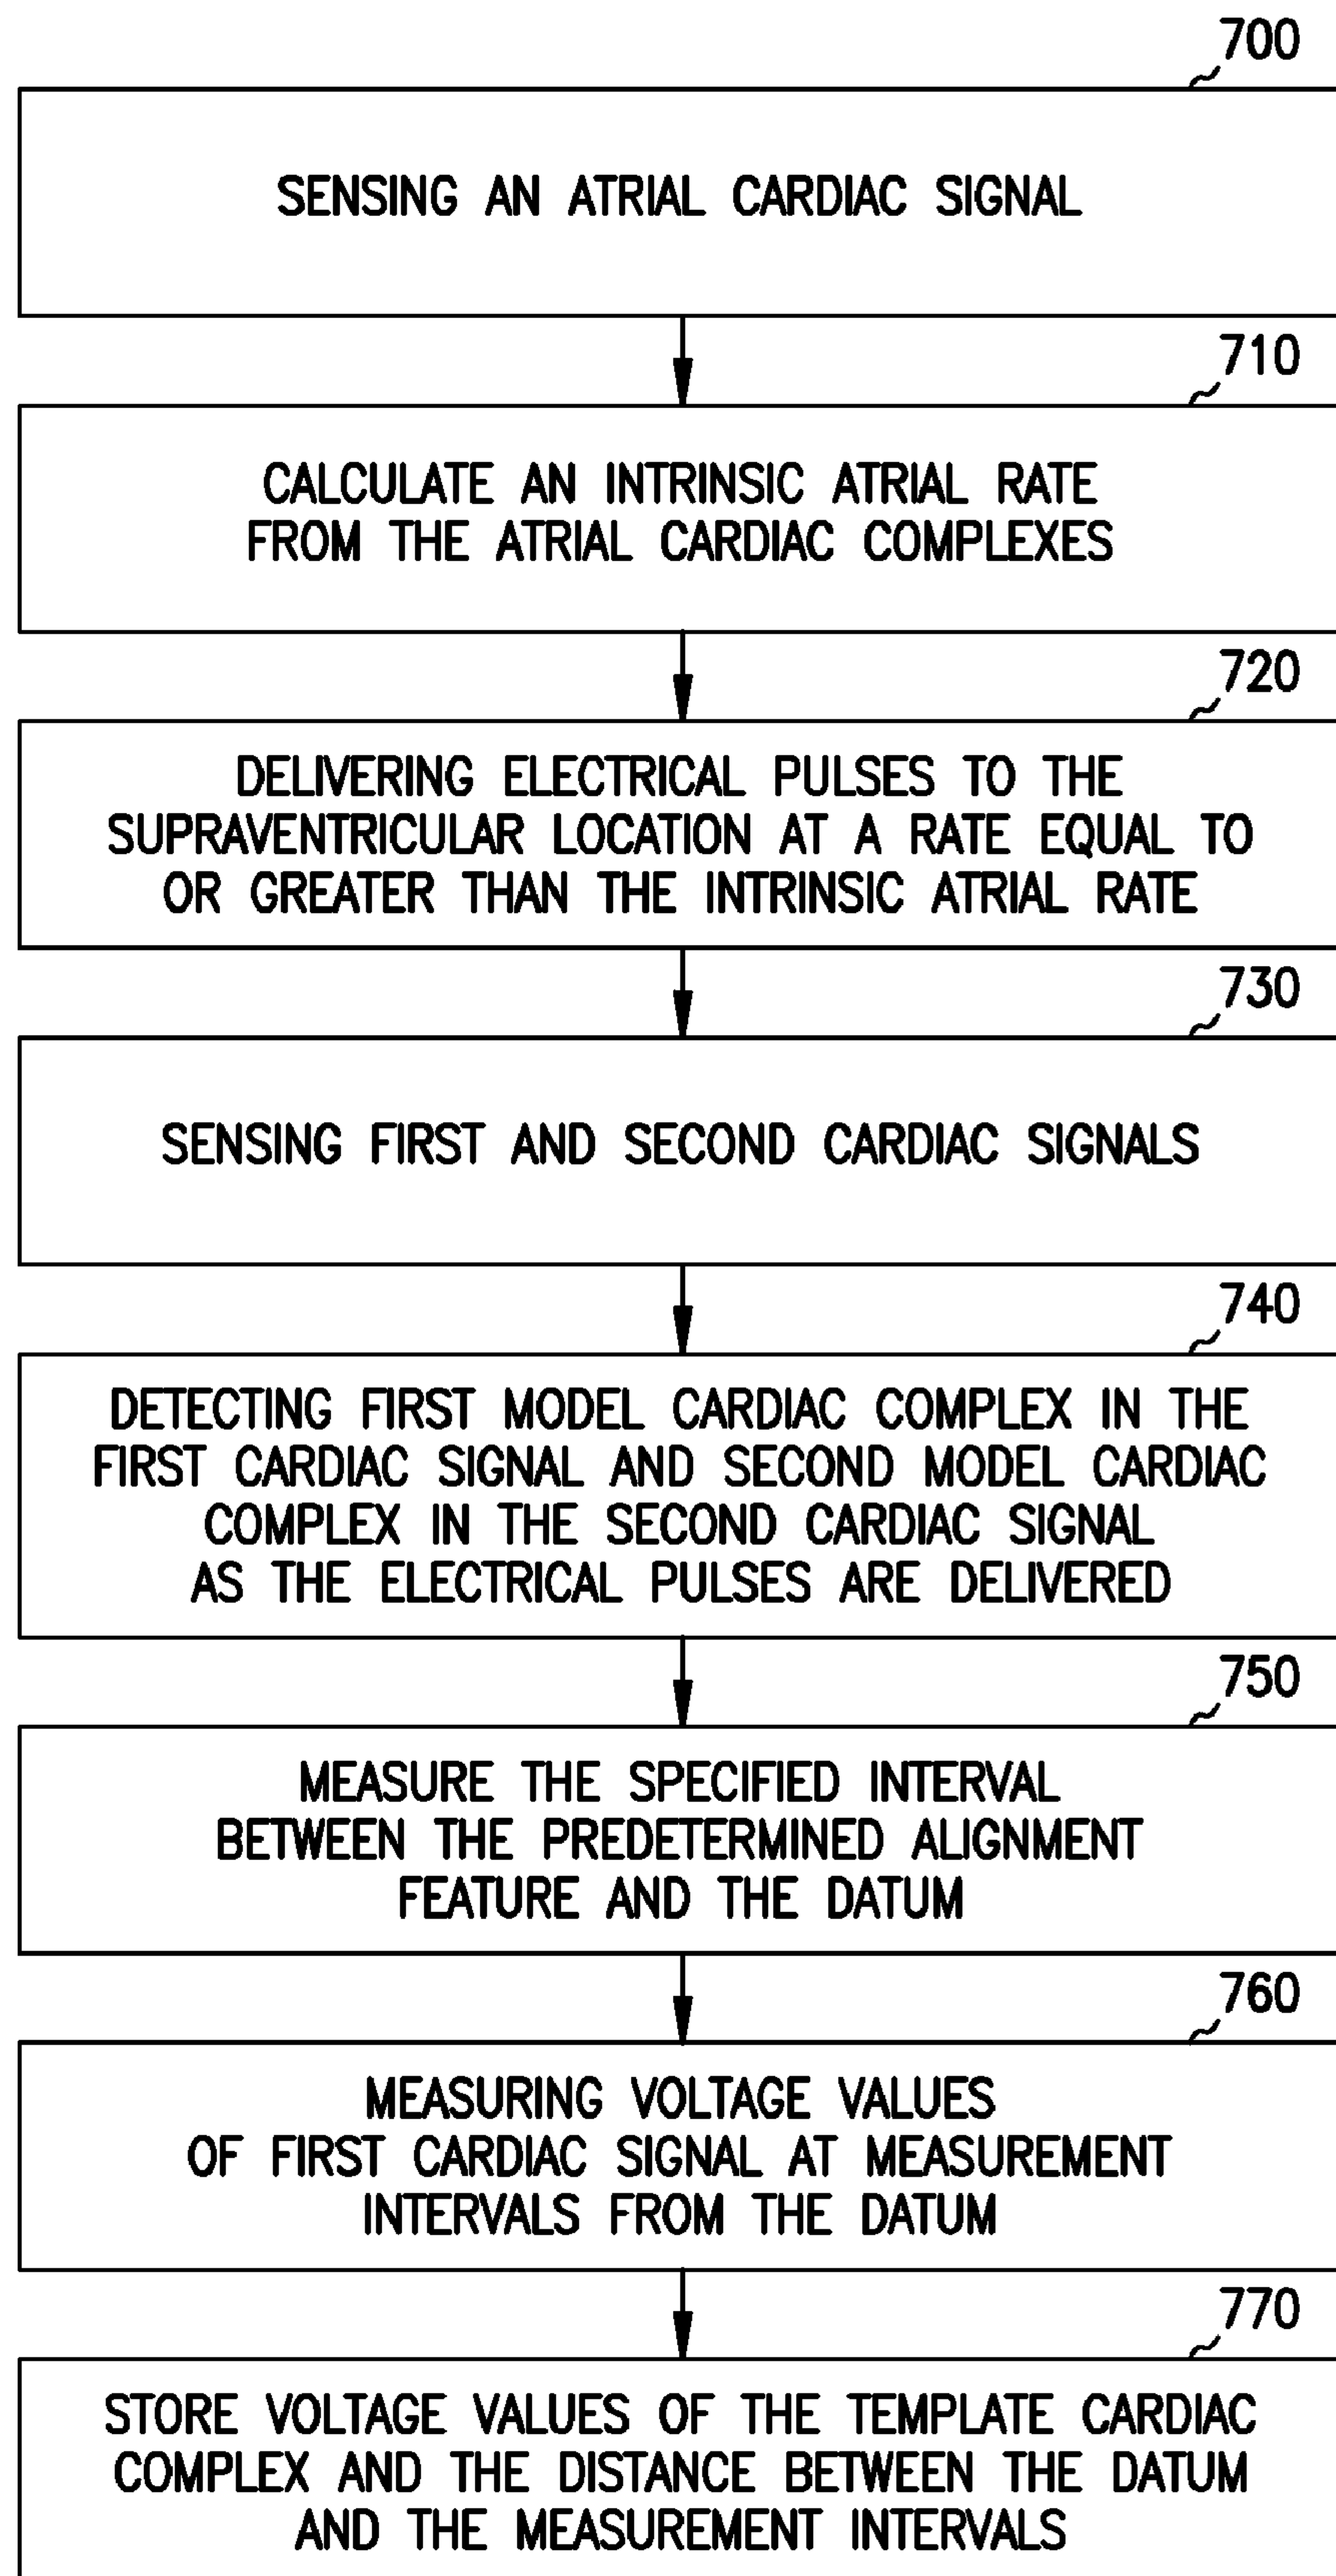 700
SENSING AN ATRIAL CARDIAC SIGNAL
710
CALCULATE AN INTRINSIC ATRIAL RATE
FROM THE ATRIAL CARDIAC COMPLEXES
720
DELIVERING ELECTRICAL PULSES TO THE
SUPRAVENTRICULAR LOCATION AT A RATE EQUAL TO
OR GREATER THAN THE INTRINSIC ATRIAL RATE
730
SENSING FIRST AND SECOND CARDIAC SIGNALS
740
DETECTING FIRST MODEL CARDIAC COMPLEX IN THE
FIRST CARDIAC SIGNAL AND SECOND MODEL CARDIAC
COMPLEX IN THE SECOND CARDIAC SIGNAL
AS THE ELECTRICAL PULSES ARE DELIVERED
750
MEASURE THE SPECIFIED INTERVAL
BETWEEN THE PREDETERMINED ALIGNMENT
FEATURE AND THE DATUM
760
MEASURING VOLTAGE VALUES
OF FIRST CARDIAC SIGNAL AT MEASUREMENT
INTERVALS FROM THE DATUM
770
STORE VOLTAGE VALUES OF THE TEMPLATE CARDIAC
COMPLEX AND THE DISTANCE BETWEEN THE DATUM
AND THE MEASUREMENT INTERVALS